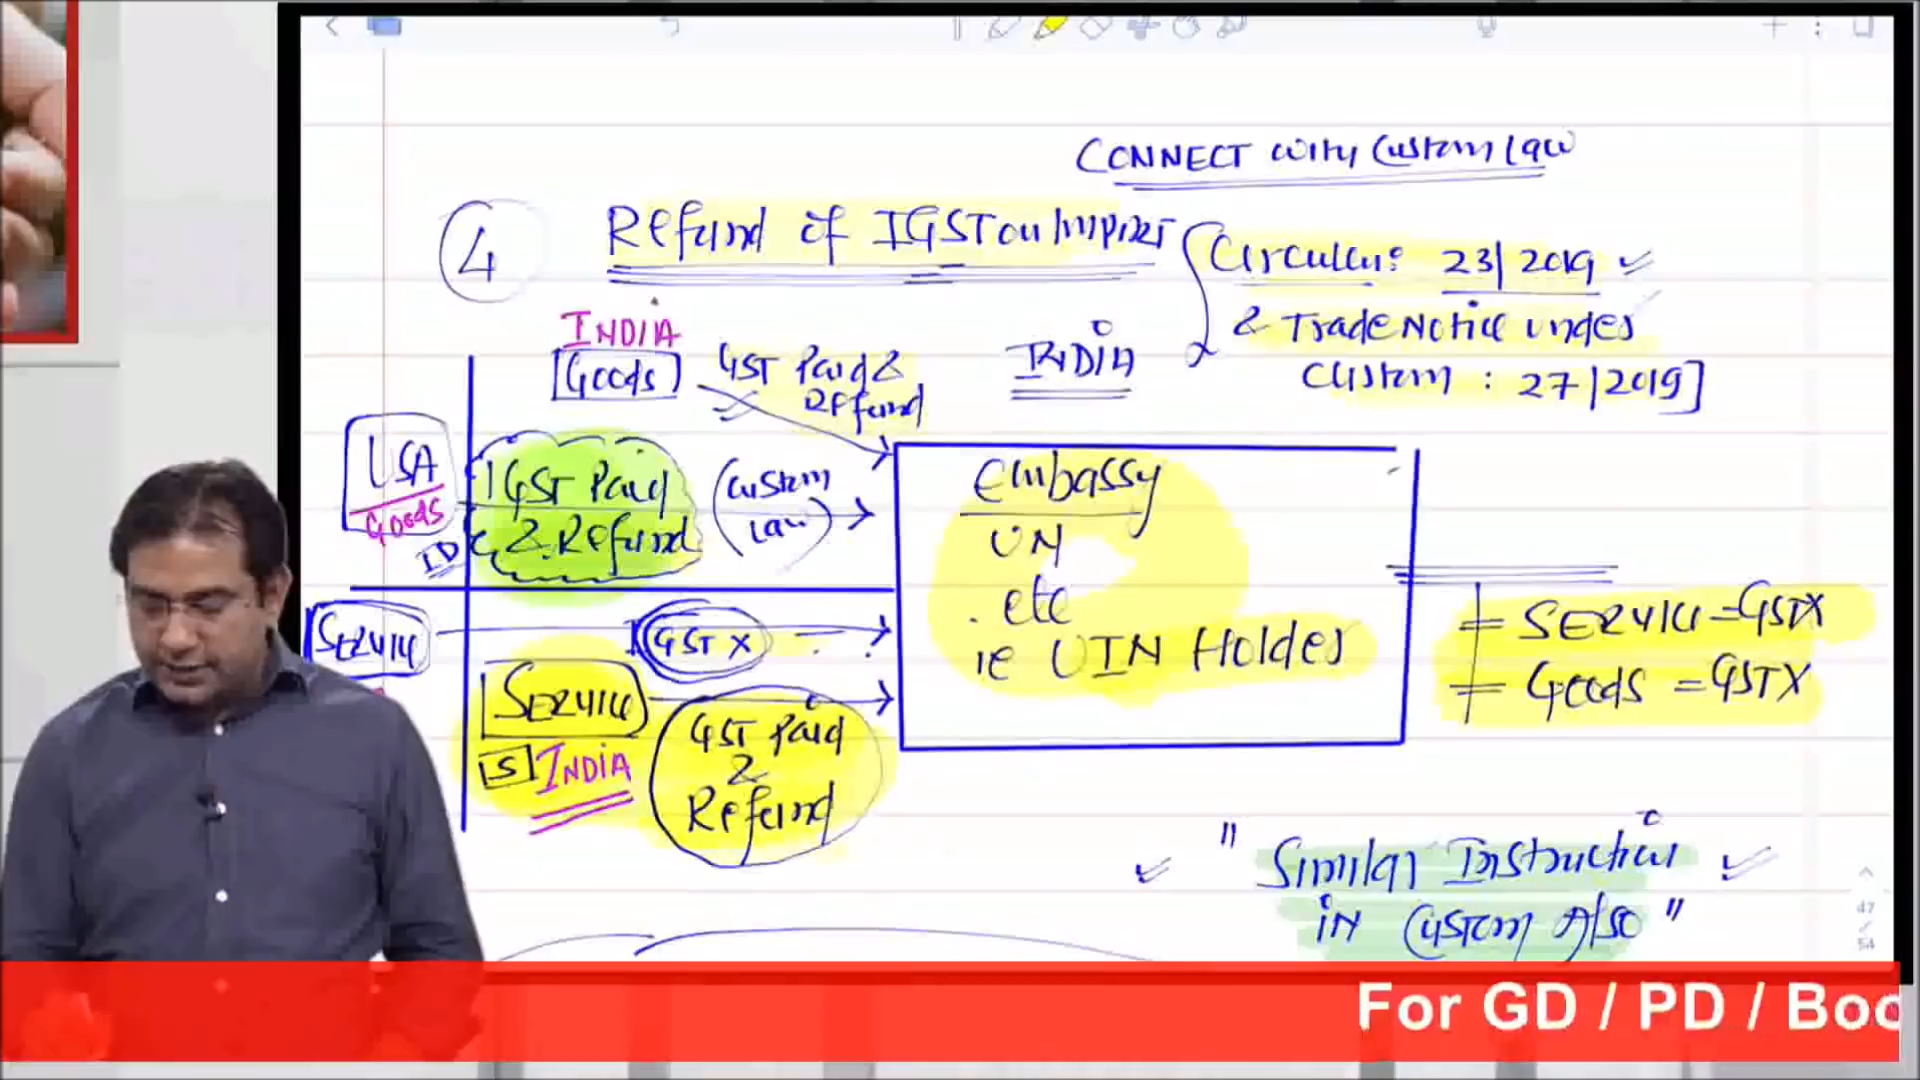 CONNECT with Custom Law
4
Refund of IGST on Import
Circular: 23/2019
& Trade Notice under
Custom : 27/2019]
INDIA
[Goods]
GST Paid &
Refund
INDIA
USA
Goods
IGST Paid
& Refund
Custom
Law
ID
Embassy
UN
etc
ie UIN Holder
Service
GST X
Service
S INDIA
GST Paid
&
Refund
SERVICE = GST X
Goods = GST X
" Similar Instruction
in Custom Also "
47
54
For GD / PD / Boo